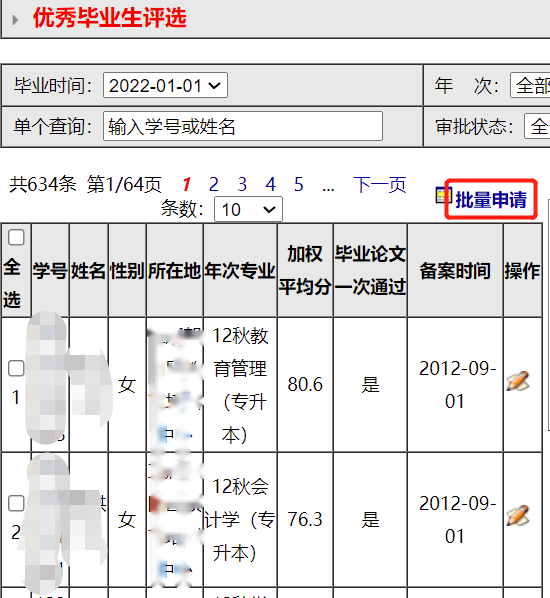 优秀毕业生评选
毕业时间： 2022-01-01 年 次： 全部
单个查询： 输入学号或姓名 审批状态： 全
共634条 第1/64页 1 2 3 4 5 ... 下一页 批量申请
条数： 10
全选 学号 姓名 性别 所在地 年次专业 加权平均分 毕业论文一次通过 备案时间 操作
1 女 12秋教育管理（专升本） 80.6 是 2012-09-01
2 女 12秋会计学（专升本） 76.3 是 2012-09-01